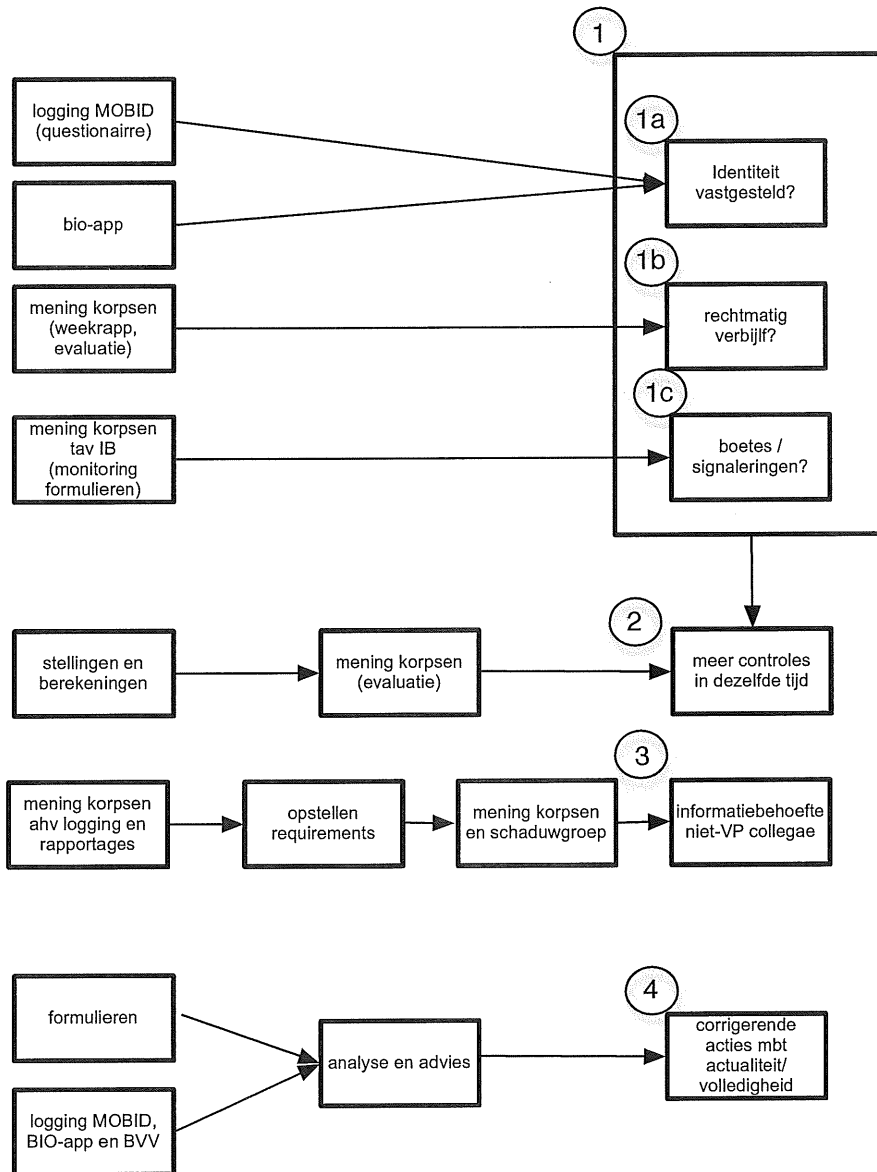 1
logging MOBID
(questionairre)
1a
Identiteit
vastgesteld?
bio-app
1b
mening korpsen
(weekrapp,
evaluatie)
rechtmatig
verbijlf?
1c
mening korpsen
tav IB
(monitoring
formulieren)
boetes /
signaleringen?
2
stellingen en
berekeningen
mening korpsen
(evaluatie)
meer controles
in dezelfde tijd
3
mening korpsen
ahv logging en
rapportages
opstellen
requirements
mening korpsen
en schaduwgroep
informatiebehoefte
niet-VP collegae
formulieren
4
analyse en advies
corrigerende
acties mbt
actualiteit/
volledigheid
logging MOBID,
BIO-app en BVV